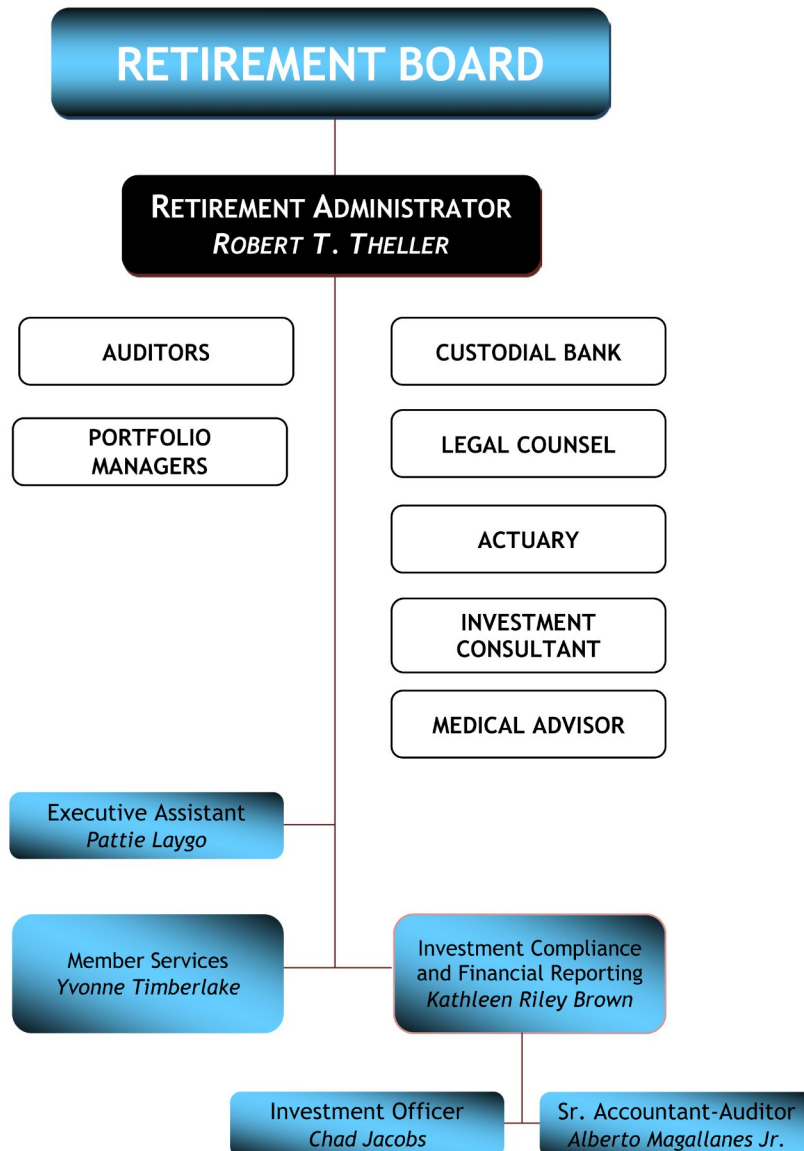 RETIREMENT BOARD
RETIREMENT ADMINISTRATOR
ROBERT T. THELLER
AUDITORS
CUSTODIAL BANK
PORTFOLIO
MANAGERS
LEGAL COUNSEL
ACTUARY
INVESTMENT
CONSULTANT
MEDICAL ADVISOR
Executive Assistant
Pattie Laygo
Member Services
Yvonne Timberlake
Investment Compliance
and Financial Reporting
Kathleen Riley Brown
Investment Officer
Chad Jacobs
Sr. Accountant-Auditor
Alberto Magallanes Jr.